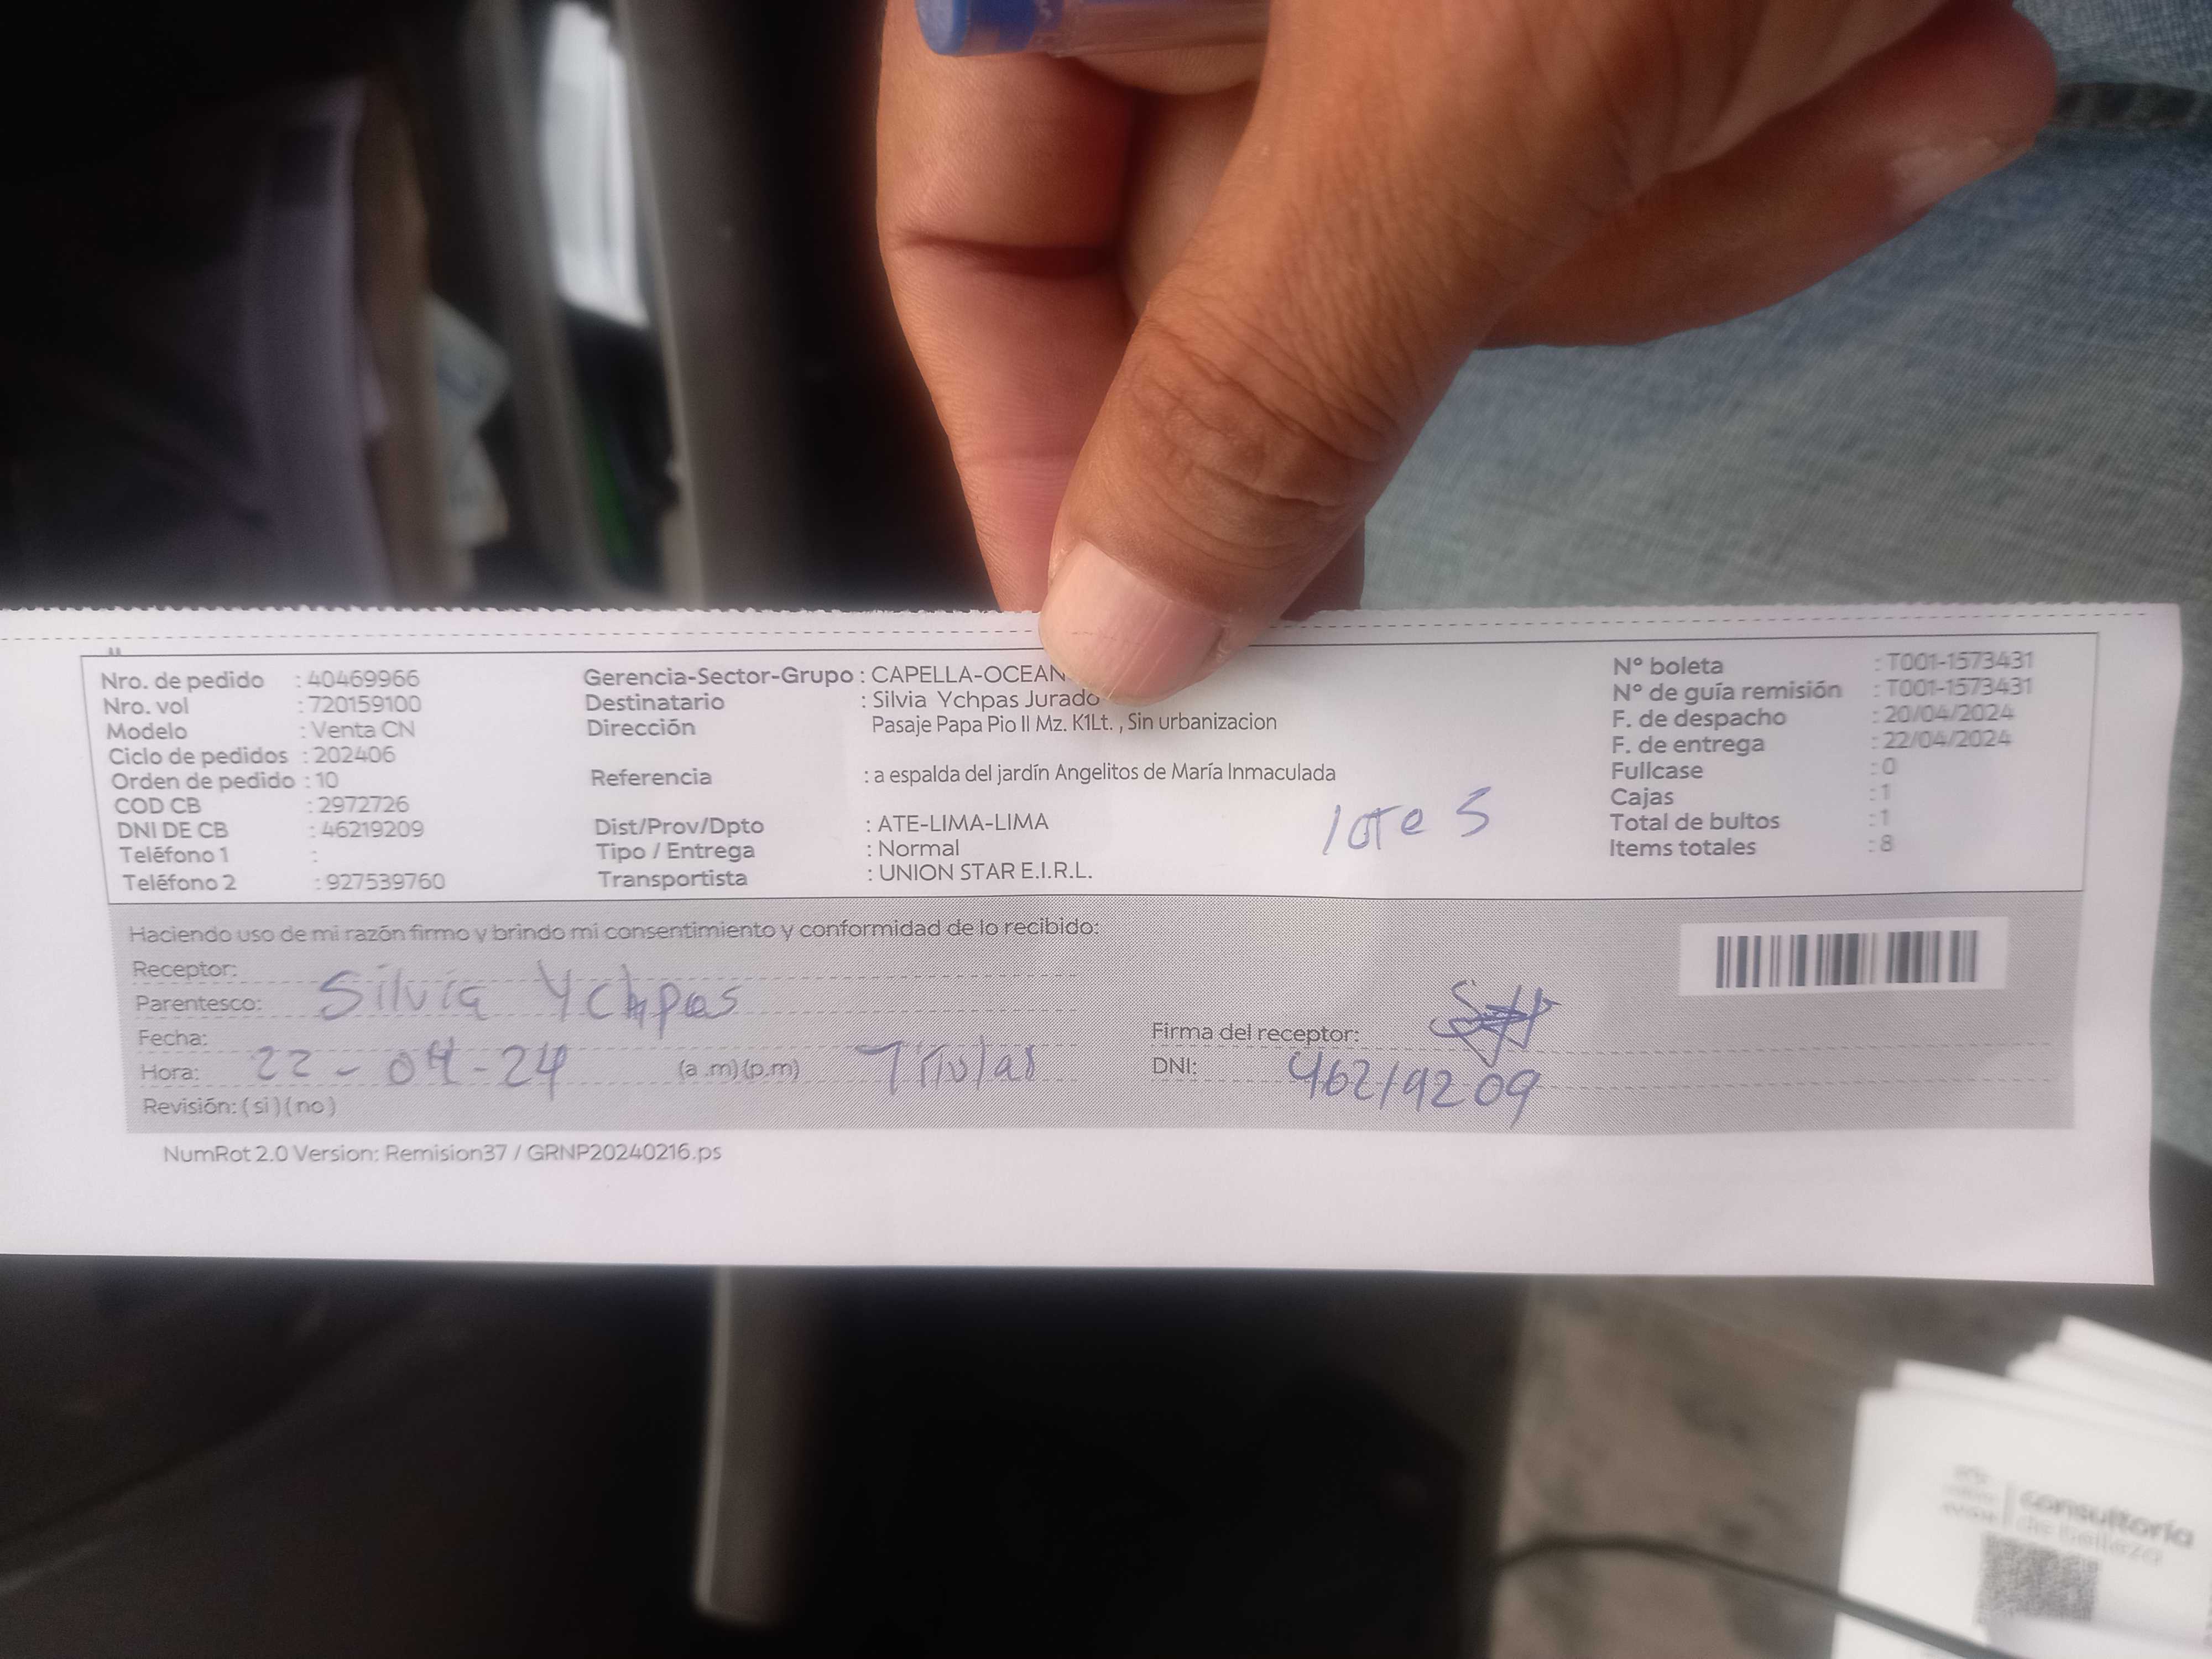 Nro. de pedido : 40469966
Nro. vol : 720159100
Modelo : Venta CN
Ciclo de pedidos : 202406
Orden de pedido : 10
COD CB : 2972726
DNI DE CB : 46219209
Teléfono 1 :
Teléfono 2 : 927539760
Gerencia-Sector-Grupo : CAPELLA-OCEAN
Destinatario : Silvia Ychpas Jurado
Dirección Pasaje Papa Pio II Mz. K1Lt. , Sin urbanizacion
Referencia : a espalda del jardín Angelitos de María Inmaculada
Dist/Prov/Dpto : ATE-LIMA-LIMA
Tipo / Entrega : Normal
Transportista : UNION STAR E.I.R.L.
lote 5
N° boleta : T001-1573431
N° de guía remisión : T001-1573431
F. de despacho : 20/04/2024
F. de entrega : 22/04/2024
Fullcase : 0
Cajas : 1
Total de bultos : 1
Items totales : 8
Haciendo uso de mi razón firmo y brindo mi consentimiento y conformidad de lo recibido:
Receptor:
Parentesco: Silvia Ychpas
Fecha:
Hora: 22-04-24 (a .m) (p.m) Titular
Revisión: ( si ) ( no )
Firma del receptor:
DNI: 46219209
NumRot 2.0 Version: Remision37 / GRNP20240216.ps
consultoría
de belleza